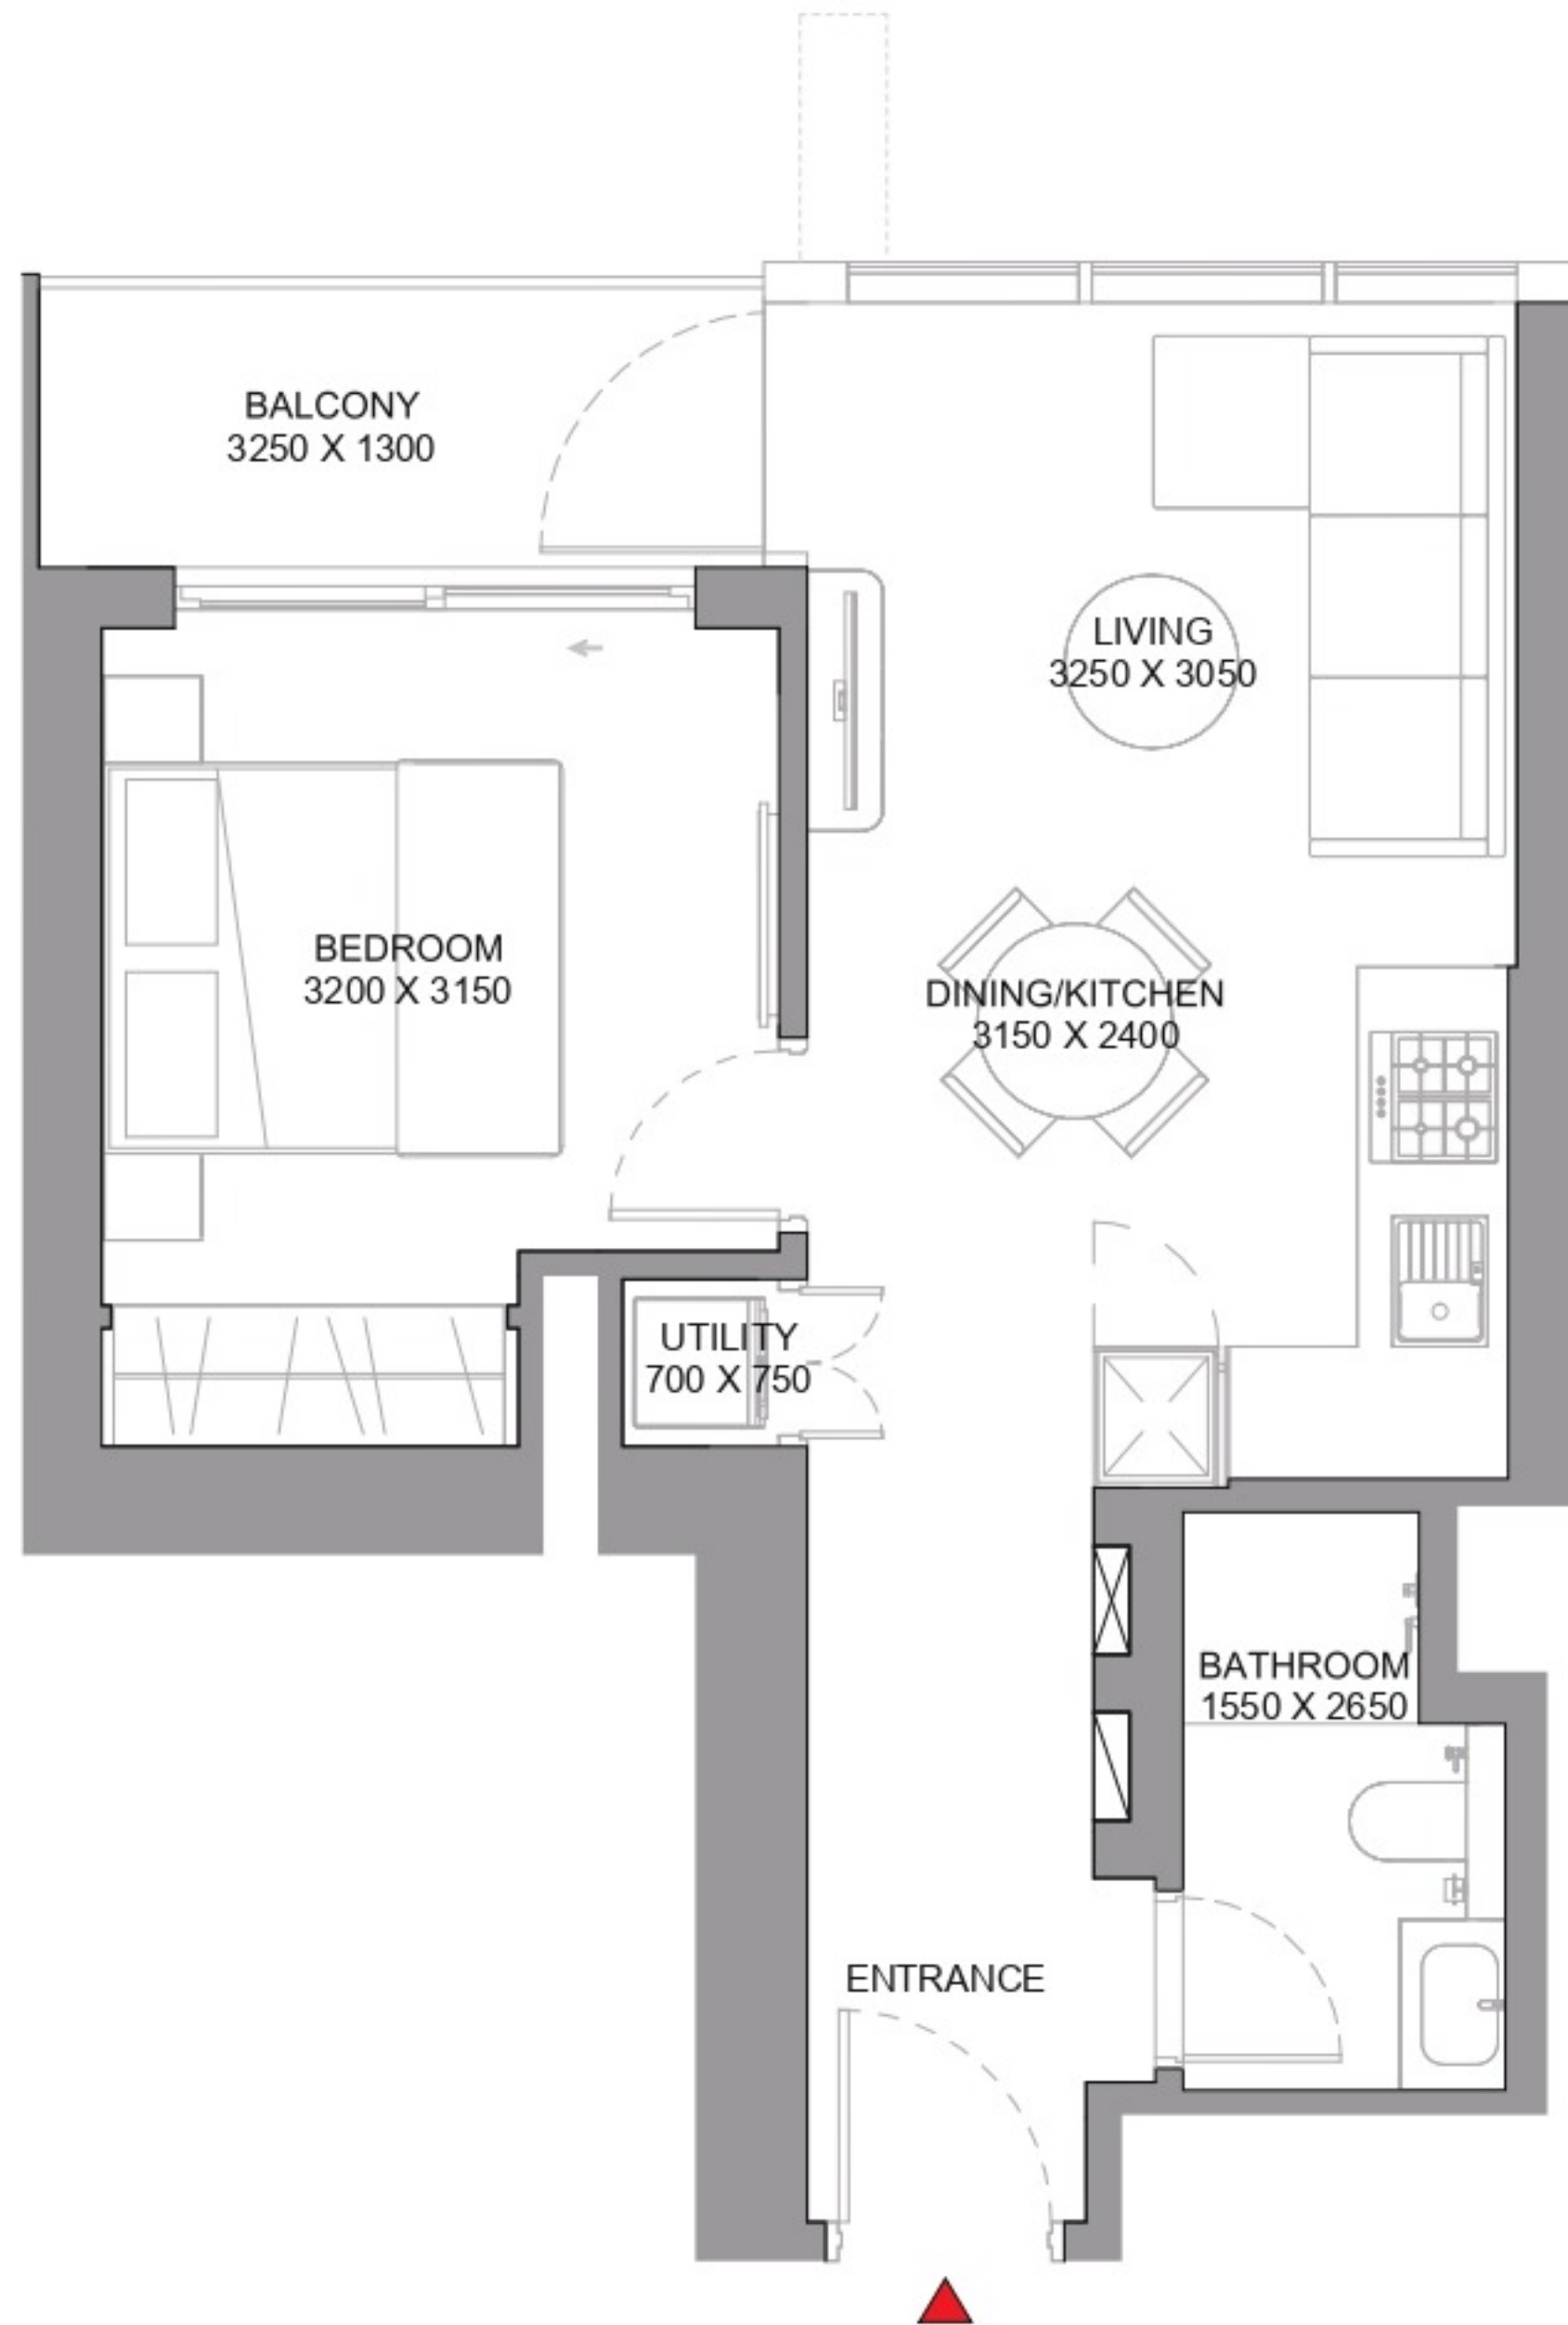 BALCONY
3250 X 1300
LIVING
3250 X 3050
BEDROOM
3200 X 3150
DINING/KITCHEN
3150 X 2400
UTILITY
700 X 750
BATHROOM
1550 X 2650
ENTRANCE